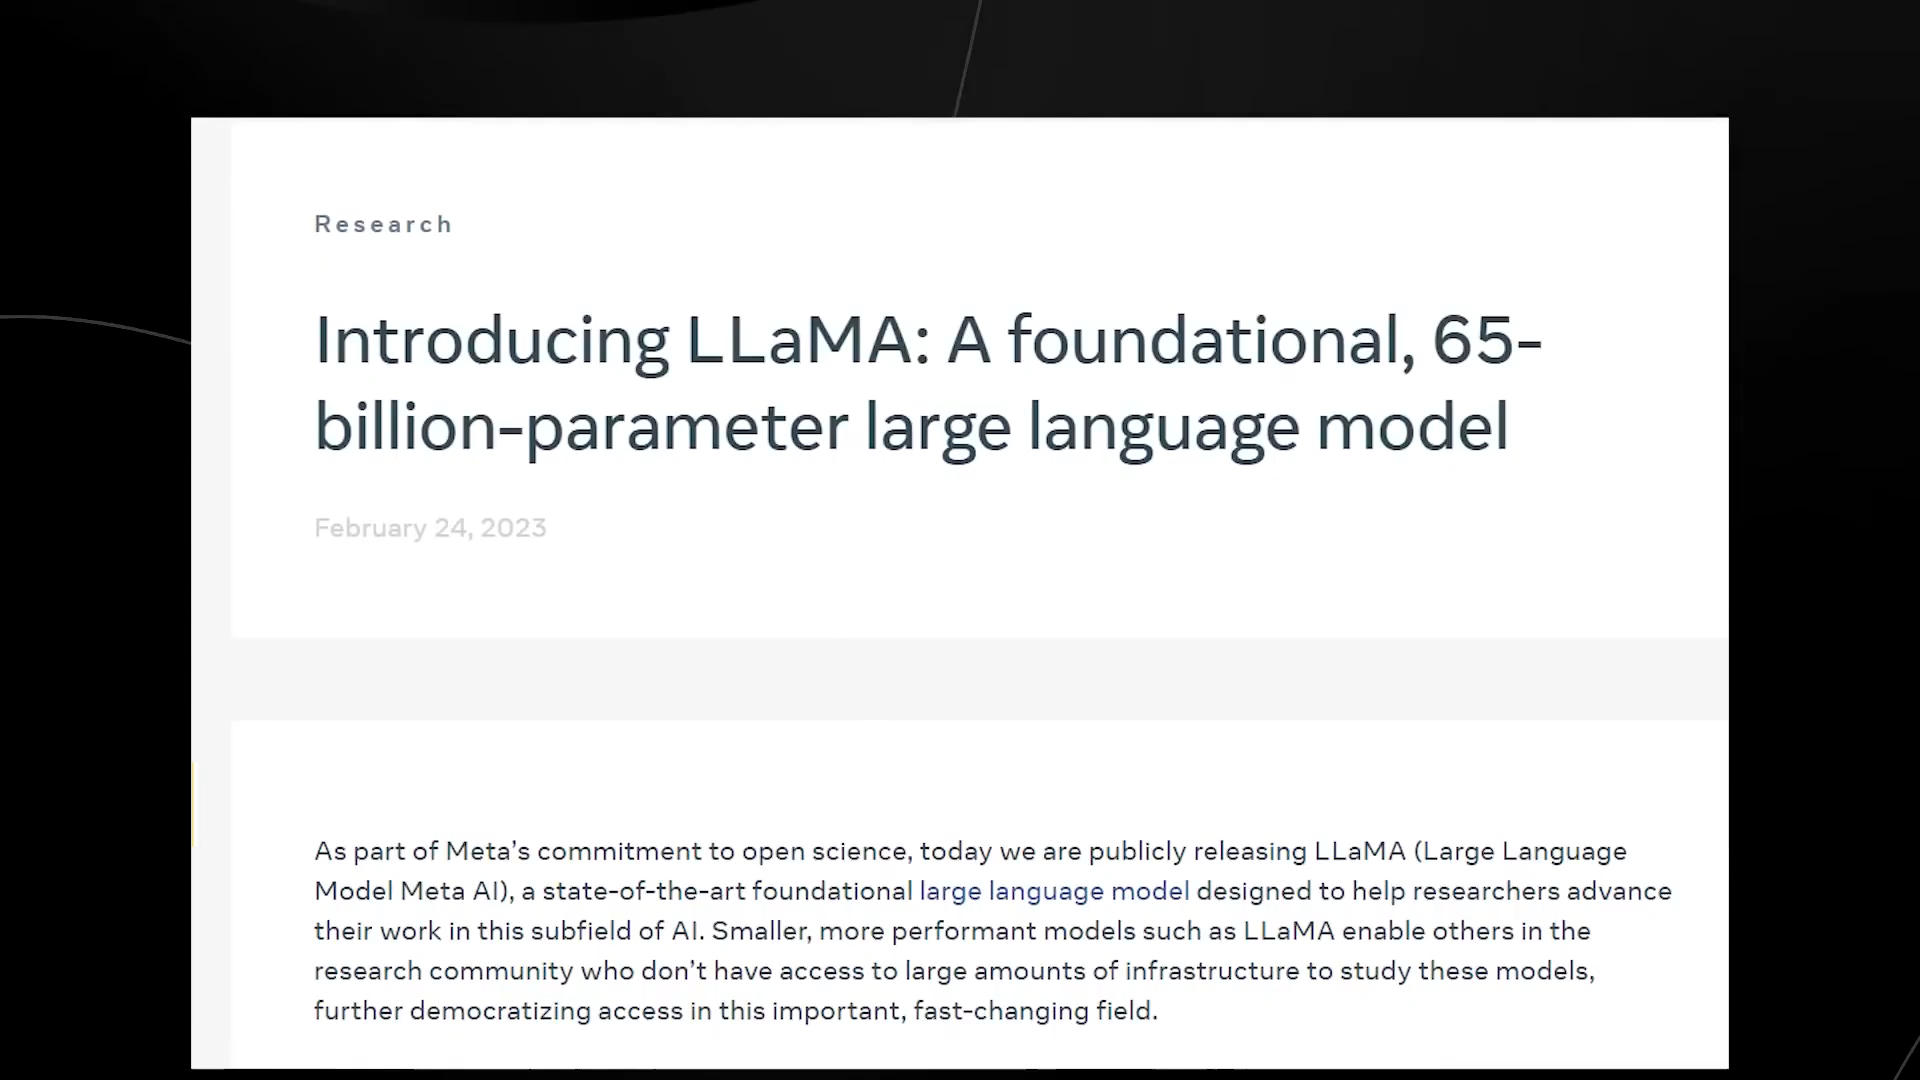 Research
Introducing LLaMA: A foundational, 65-
billion-parameter large language model
February 24, 2023
As part of Meta’s commitment to open science, today we are publicly releasing LLaMA (Large Language
Model Meta AI), a state-of-the-art foundational large language model designed to help researchers advance
their work in this subfield of AI. Smaller, more performant models such as LLaMA enable others in the
research community who don’t have access to large amounts of infrastructure to study these models,
further democratizing access in this important, fast-changing field.